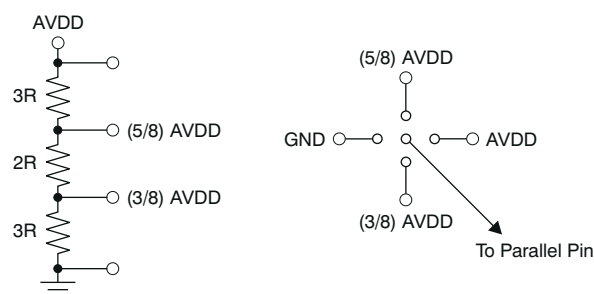 AVDD
3R
(5/8) AVDD
2R
(3/8) AVDD
3R
(5/8) AVDD
GND
AVDD
(3/8) AVDD
To Parallel Pin